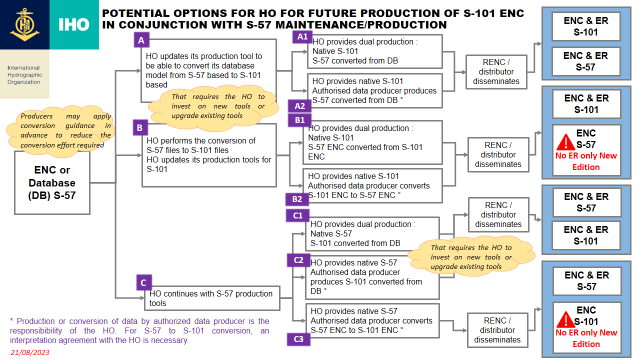 POTENTIAL OPTIONS FOR HO FOR FUTURE PRODUCTION OF S-101 ENC
IN CONJUNCTION WITH S-57 MAINTENANCE/PRODUCTION
IHO
International
Hydrographic
Organization
Producers may apply
conversion guidance in
advance to reduce the
conversion effort required
ENC or
Database
(DB) S-57
A
HO updates its production tool to
be able to convert its database
model from S-57 based to S-101
based
That requires the HO to
invest on new tools or
upgrade existing tools
B
HO performs the conversion of
S-57 files to S-101 files
HO updates its production tools for
S-101
C
HO continues with S-57 production
tools
A1
HO provides dual production :
Native S-101
S-57 converted from DB
HO provides native S-101
Authorised data producer produces
S-57 converted from DB *
A2
B1
HO provides dual production :
Native S-101
S-57 ENC converted from S-101
ENC
HO provides native S-101
Authorised data producer converts
S-101 ENC to S-57 ENC *
B2
C1
HO provides dual production :
Native S-57
S-101 converted from DB
C2
HO provides native S-57
Authorised data producer
produces S-101 converted from
DB *
HO provides native S-57
Authorised data producer converts
S-57 ENC to S-101 ENC *
C3
That requires the HO to
invest on new tools or
upgrade existing tools
RENC /
distributor
disseminates
RENC /
distributor
disseminates
RENC /
distributor
disseminates
RENC /
distributor
disseminates
ENC & ER
S-101
ENC & ER
S-57
ENC & ER
S-101
ENC
S-57
No ER only New
Edition
ENC & ER
S-57
ENC & ER
S-101
ENC & ER
S-57
ENC
S-101
No ER only New
Edition
* Production or conversion of data by authorized data producer is the
responsibility of the HO. For S-57 to S-101 conversion, an
interpretation agreement with the HO is necessary.
21/08/2023